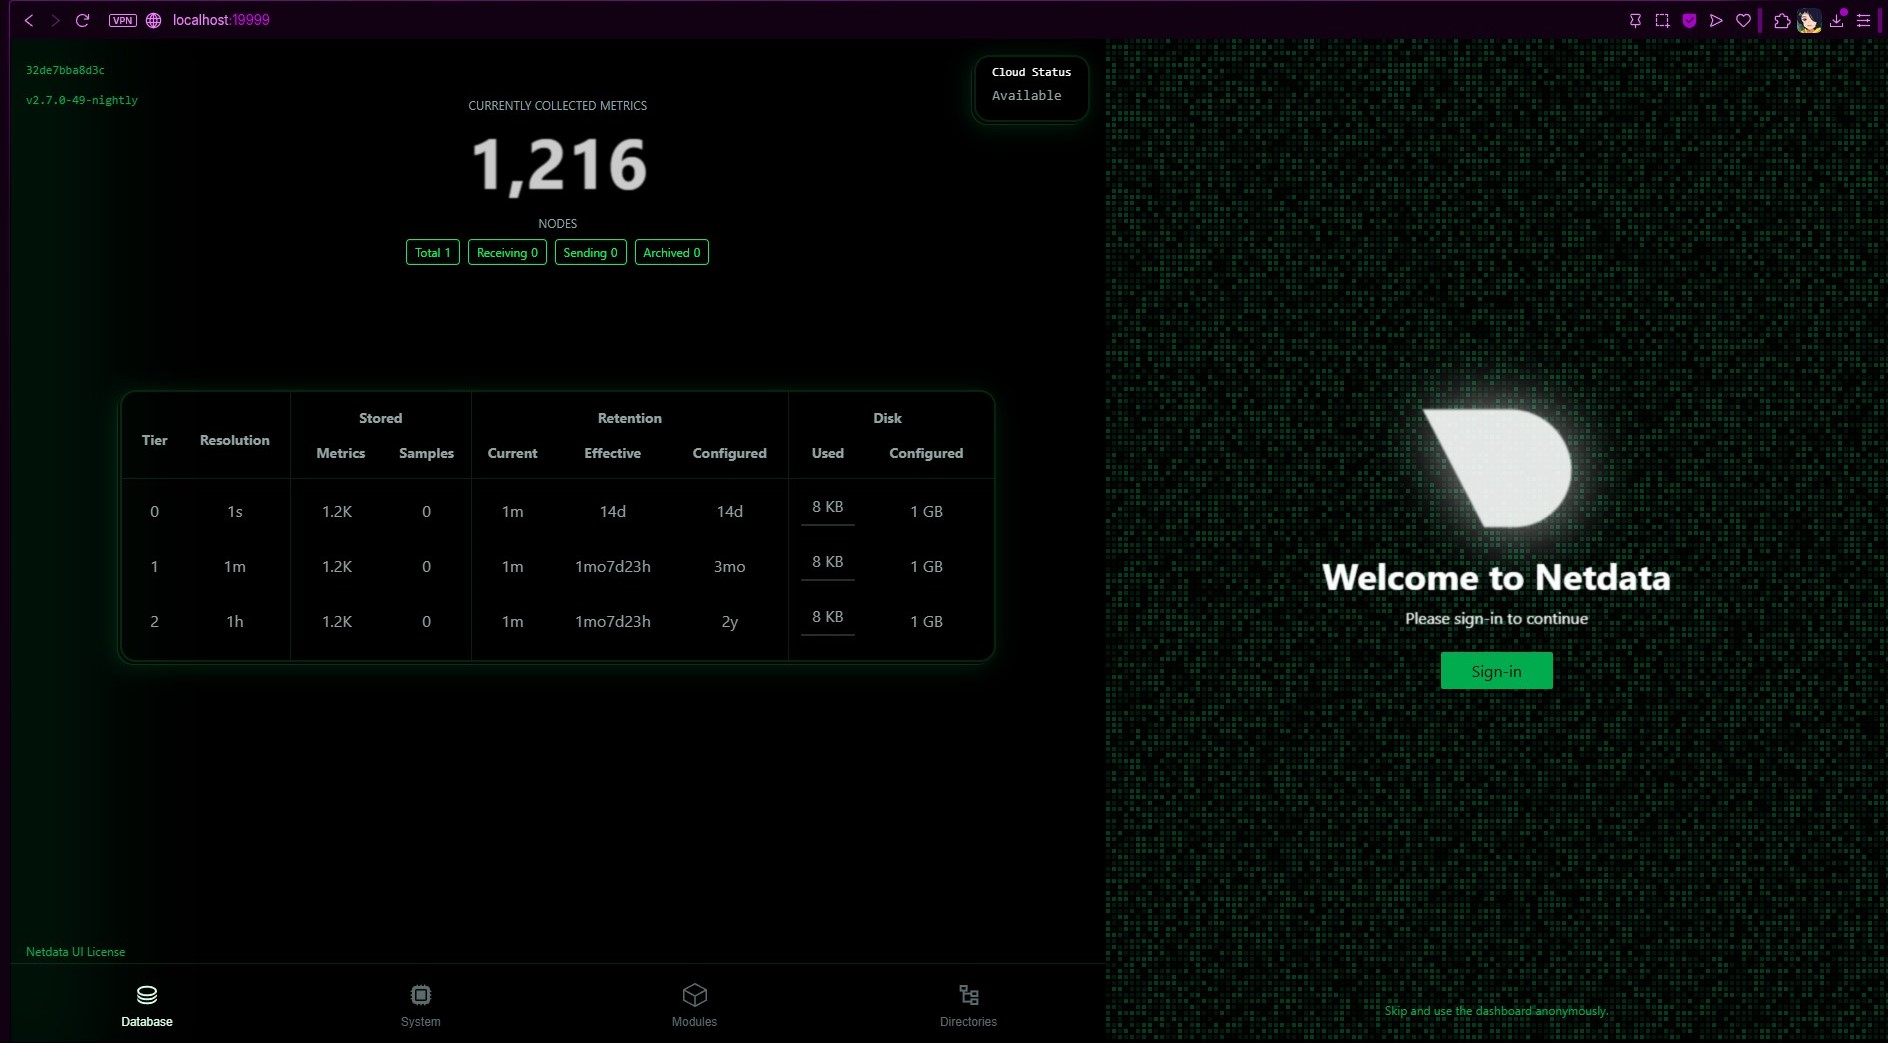 VPN localhost:19999
32de7bba8d3c
v2.7.0-49-nightly
CURRENTLY COLLECTED METRICS
1,216
NODES
Total 1 Receiving 0 Sending 0 Archived 0
Cloud Status
Available
Stored Retention Disk
Tier Resolution
Metrics Samples Current Effective Configured Used Configured
0 1s 1.2K 0 1m 14d 14d 8 KB 1 GB
1 1m 1.2K 0 1m 1mo7d23h 3mo 8 KB 1 GB
2 1h 1.2K 0 1m 1mo7d23h 2y 8 KB 1 GB
Netdata UI License
Database System Modules Directories
Welcome to Netdata
Please sign-in to continue
Sign-in
Skip and use the dashboard anonymously.